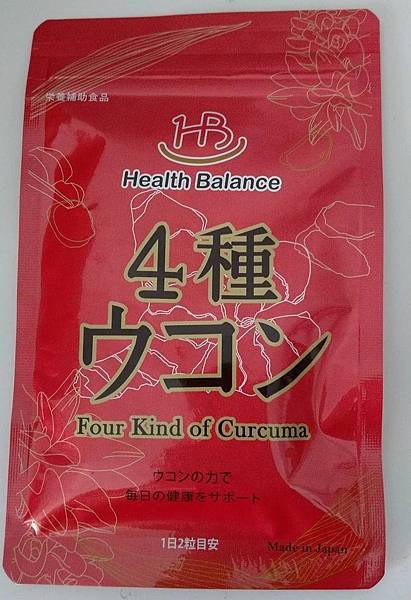 栄養補助食品
HB
Health Balance
4種
ウコン
Four Kind of Curcuma
ウコンの力で
毎日の健康をサポート
1日2粒目安
Made in Japan